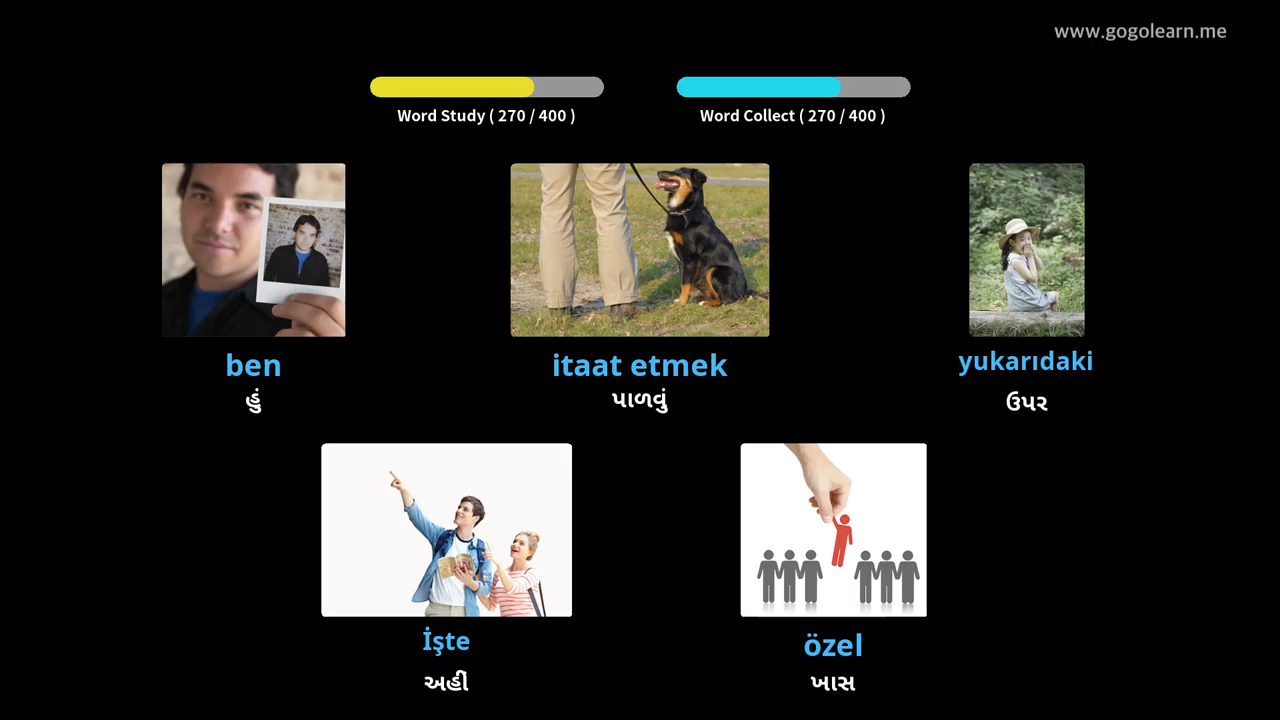 www.gogolearn.me
Word Study ( 270 / 400 )
Word Collect ( 270 / 400 )
ben
હું
itaat etmek
પાળવું
yukarıdaki
ઉપર
İşte
અહીં
özel
ખાસ